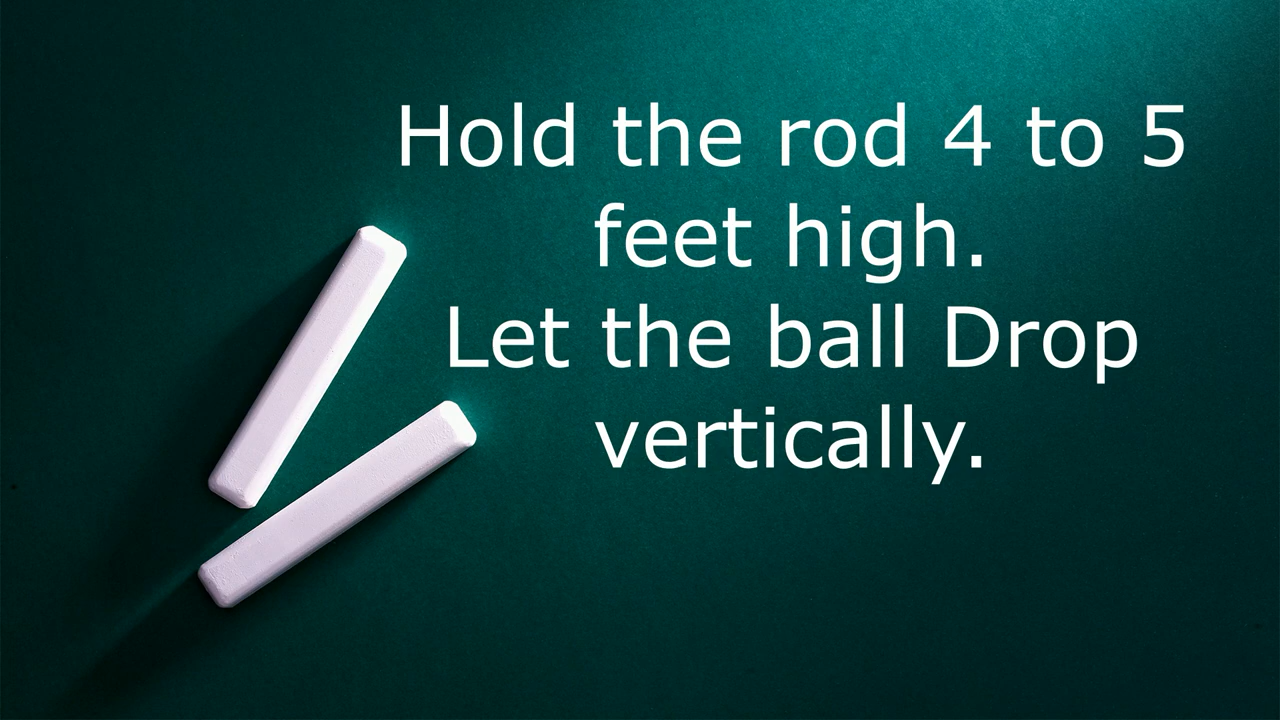 Hold the rod 4 to 5
feet high.
Let the ball Drop
vertically.